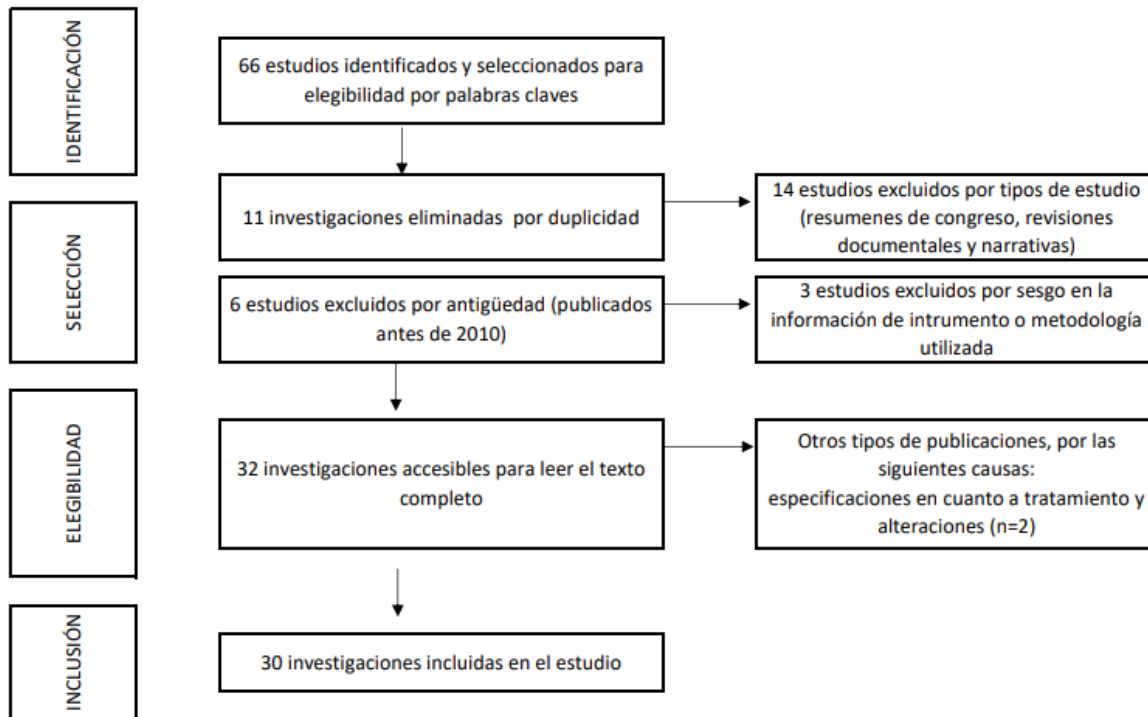 IDENTIFICACIÓN
66 estudios identificados y seleccionados para
elegibilidad por palabras claves
SELECCIÓN
11 investigaciones eliminadas por duplicidad
14 estudios excluidos por tipos de estudio
(resumenes de congreso, revisiones
documentales y narrativas)
6 estudios excluidos por antigüedad (publicados
antes de 2010)
3 estudios excluidos por sesgo en la
información de intrumento o metodología
utilizada
ELEGIBILIDAD
32 investigaciones accesibles para leer el texto
completo
Otros tipos de publicaciones, por las
siguientes causas:
especificaciones en cuanto a tratamiento y
alteraciones (n=2)
INCLUSIÓN
30 investigaciones incluidas en el estudio